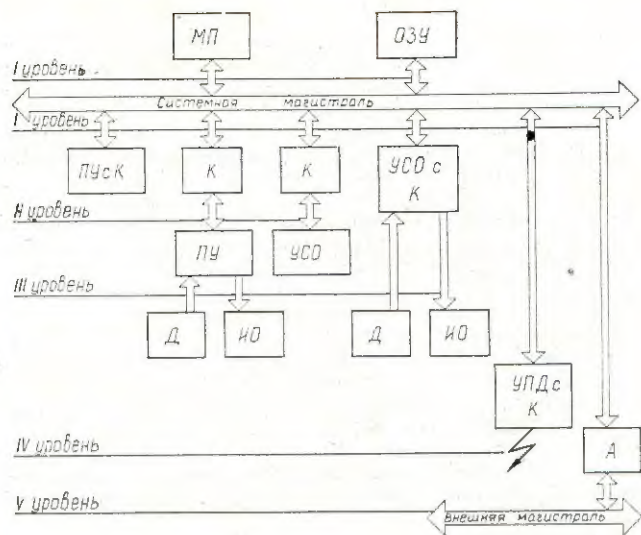 МП
ОЗУ
I уровень
Системная магистраль
I уровень
ПУсК
К
К
УСО с
К
II уровень
ПУ
УСО
III уровень
Д
ИО
Д
ИО
УПДс
К
IV уровень
А
V уровень
внешняя магистраль